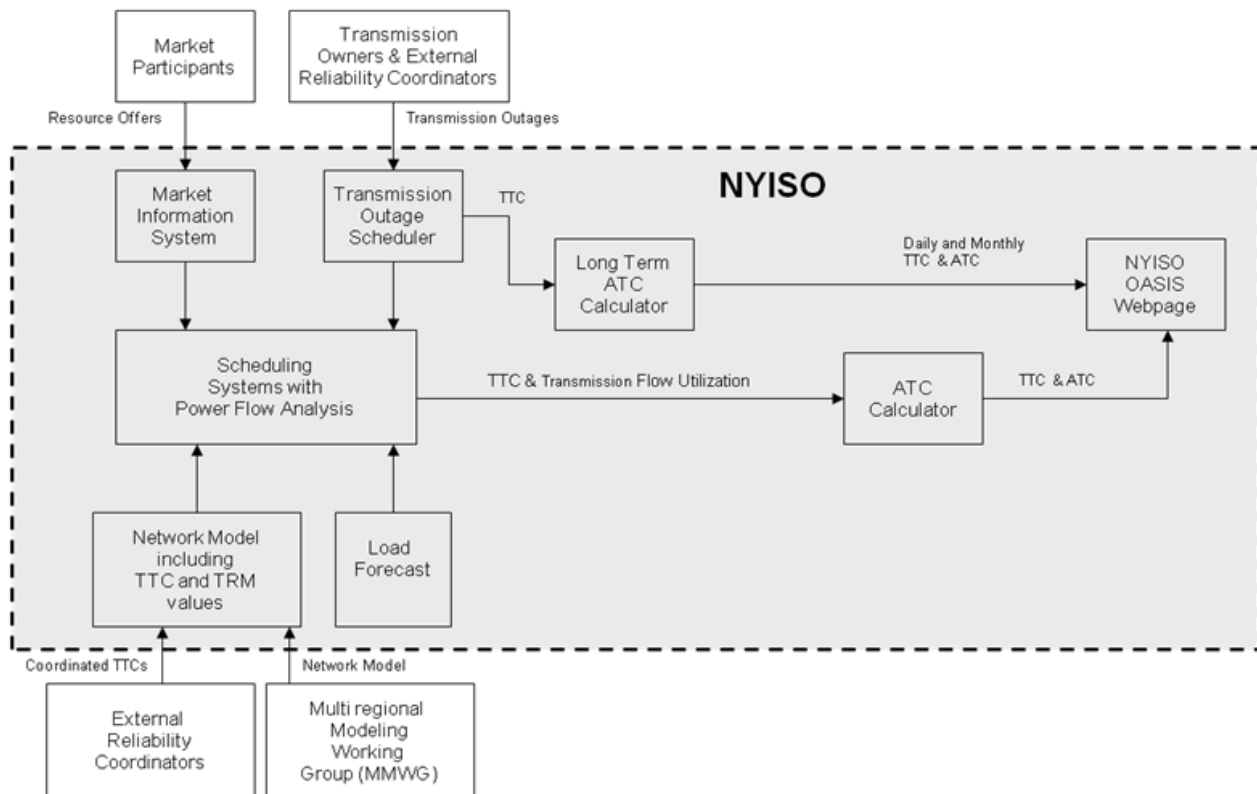 Market
Participants
Transmission
Owners & External
Reliability Coordinators
Resource Offers
Transmission Outages
NYISO
Market
Information
System
Transmission
Outage
Scheduler
TTC
Long Term
ATC
Calculator
Daily and Monthly
TTC & ATC
NYISO
OASIS
Webpage
Scheduling
Systems with
Power Flow Analysis
TTC & Transmission Flow Utilization
ATC
Calculator
TTC & ATC
Network Model
including
TTC and TRM
values
Load
Forecast
Coordinated TTCs
Network Model
External
Reliability
Coordinators
Multi regional
Modeling
Working
Group (MMWG)